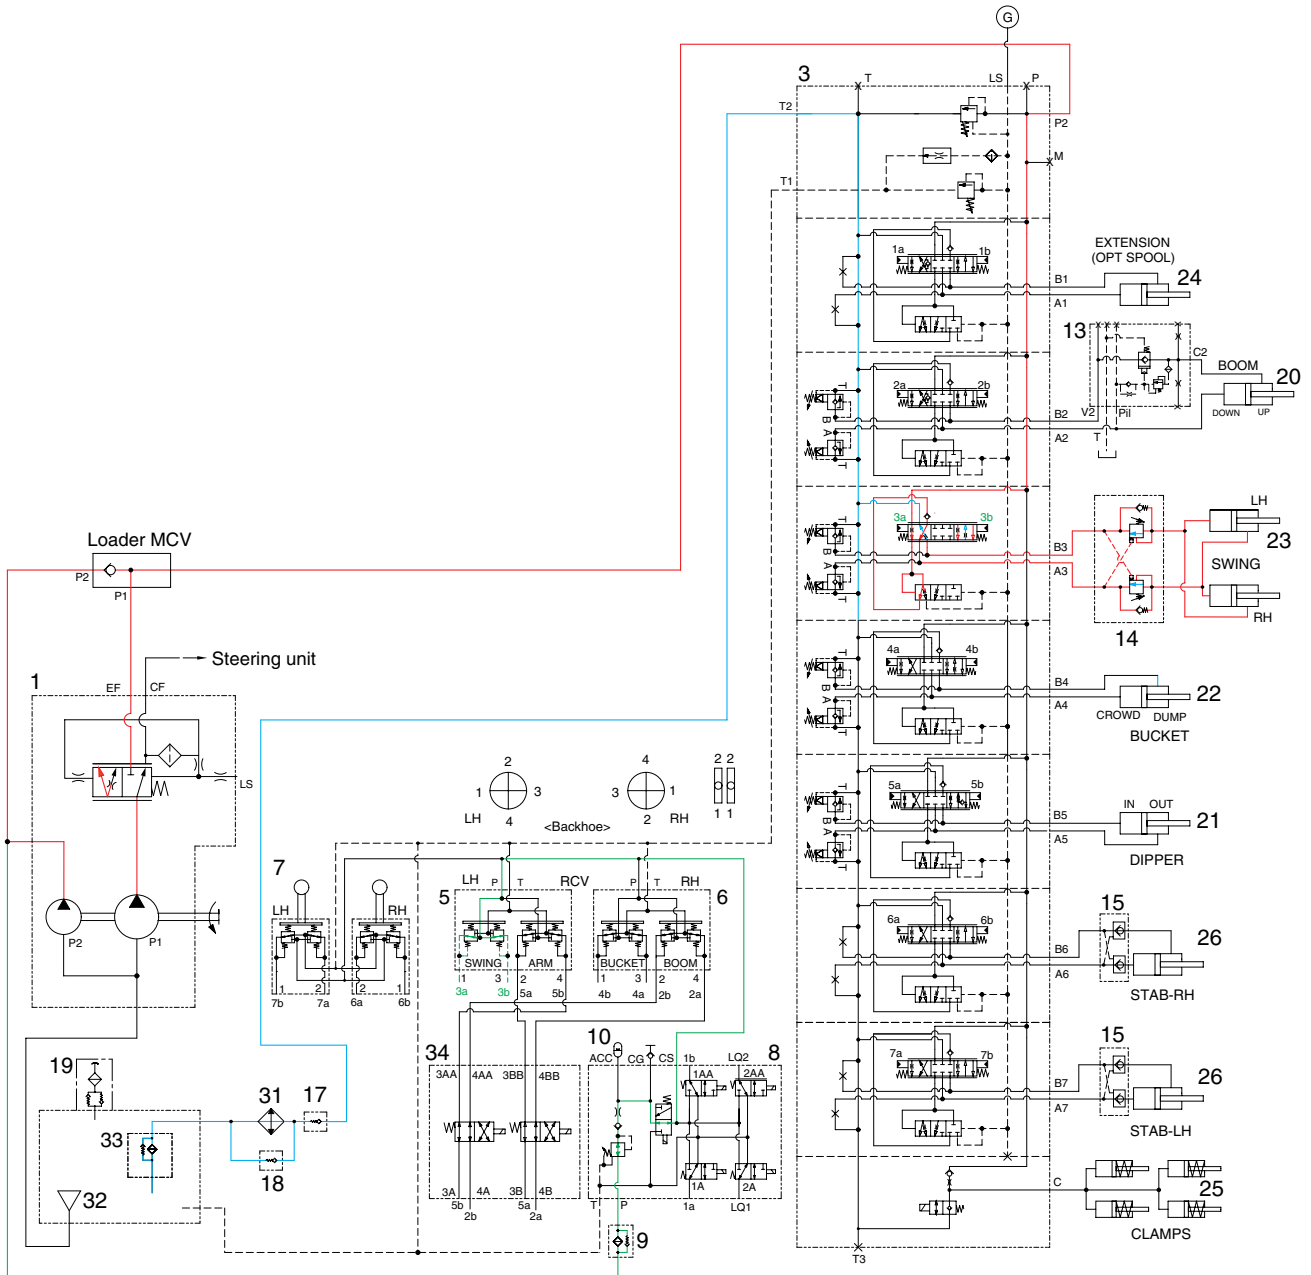 G
3
T
LS
P
T2
P2
M
T1
1a
1b
B1
A1
EXTENSION
(OPT SPOOL)
24
13
C2
BOOM
20
DOWN
UP
V2
Pil
T
T
B
A
T
2a
2b
B2
A2
T
B
A
T
3a
3b
B3
A3
LH
23
SWING
RH
14
Loader MCV
P2
P1
Steering unit
1
EF
CF
LS
P2
P1
T
B
A
T
4a
4b
B4
A4
22
CROWD
DUMP
BUCKET
T
B
A
T
5a
5b
B5
A5
IN
OUT
21
DIPPER
2
1
3
4
LH
<Backhoe>
4
3
1
2
RH
2 2
1 1
7
LH
RH
1
2
2
1
7b
7a
6a
6b
5
LH
P
T
RCV
RH
6
P
T
SWING
ARM
BUCKET
BOOM
1
3
2
4
1
3
2
4
3a
3b
5a
5b
4b
4a
2b
2a
6a
6b
B6
A6
15
26
STAB-RH
7a
7b
B7
A7
15
26
STAB-LH
10
ACC
CG
CS
1b
LQ2
8
1AA
2AA
1A
2A
1a
LQ1
T
P
9
34
3AA
4AA
3BB
4BB
3A
4A
3B
4B
5b
2b
5a
2a
19
31
17
33
18
32
C
25
CLAMPS
T3